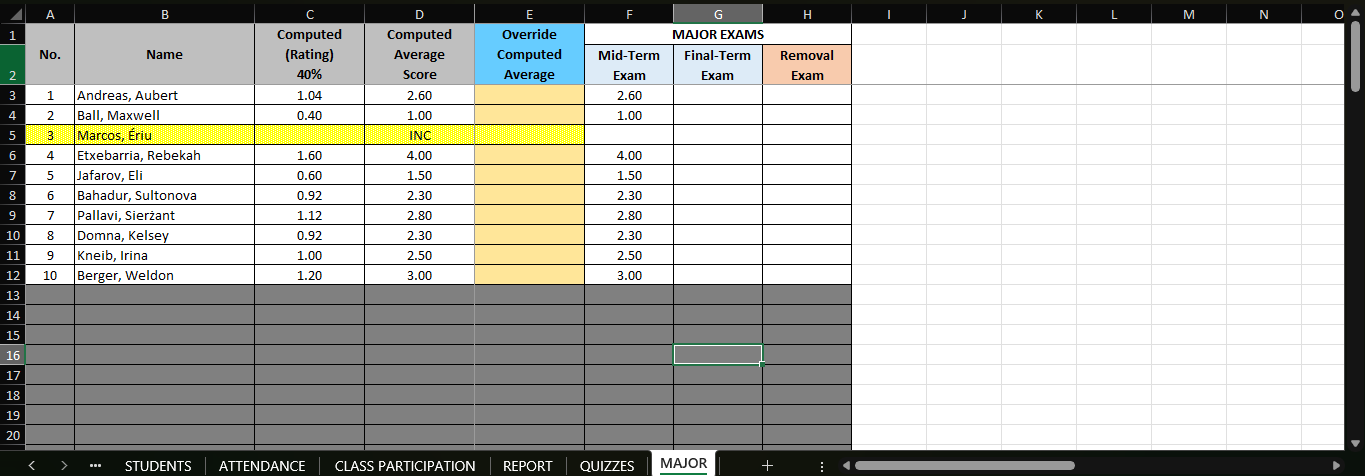 A B C D E F G H I J K L M N O
1 Computed Computed Override MAJOR EXAMS
No. Name (Rating) Average Computed Mid-Term Final-Term Removal
2 40% Score Average Exam Exam Exam
3 1 Andreas, Aubert 1.04 2.60 2.60
4 2 Ball, Maxwell 0.40 1.00 1.00
5 3 Marcos, Ériu INC
6 4 Etxebarria, Rebekah 1.60 4.00 4.00
7 5 Jafarov, Eli 0.60 1.50 1.50
8 6 Bahadur, Sultonova 0.92 2.30 2.30
9 7 Pallavi, Sierżant 1.12 2.80 2.80
10 8 Domna, Kelsey 0.92 2.30 2.30
11 9 Kneib, Irina 1.00 2.50 2.50
12 10 Berger, Weldon 1.20 3.00 3.00
13
14
15
16
17
18
19
20
STUDENTS ATTENDANCE CLASS PARTICIPATION REPORT QUIZZES MAJOR